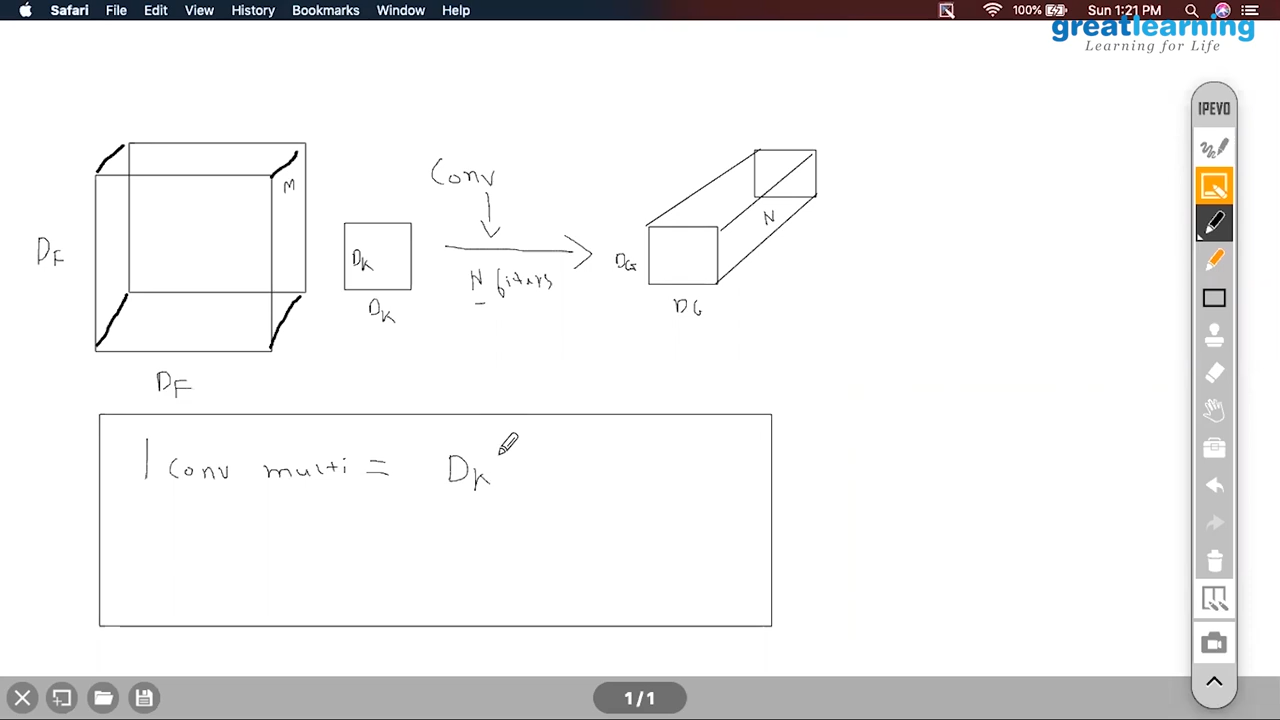 Safari File Edit View History Bookmarks Window Help 100% Sun 1:21 PM
greatlearning
Learning for Life
IPEVO
Conv
M
N
DF
DK
N filters
DG
DK
DG
DF
1 Conv multi = DK
1/1